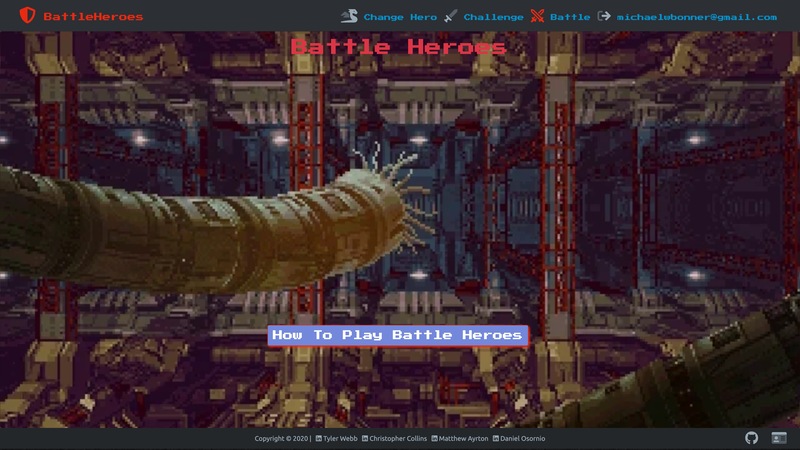 BattleHeroes Change Hero Challenge Battle michaelwbonner@gmail.com
Battle Heroes
How To Play Battle Heroes
Copyright © 2020 | Tyler Webb Christopher Collins Matthew Ayrton Daniel Osornio